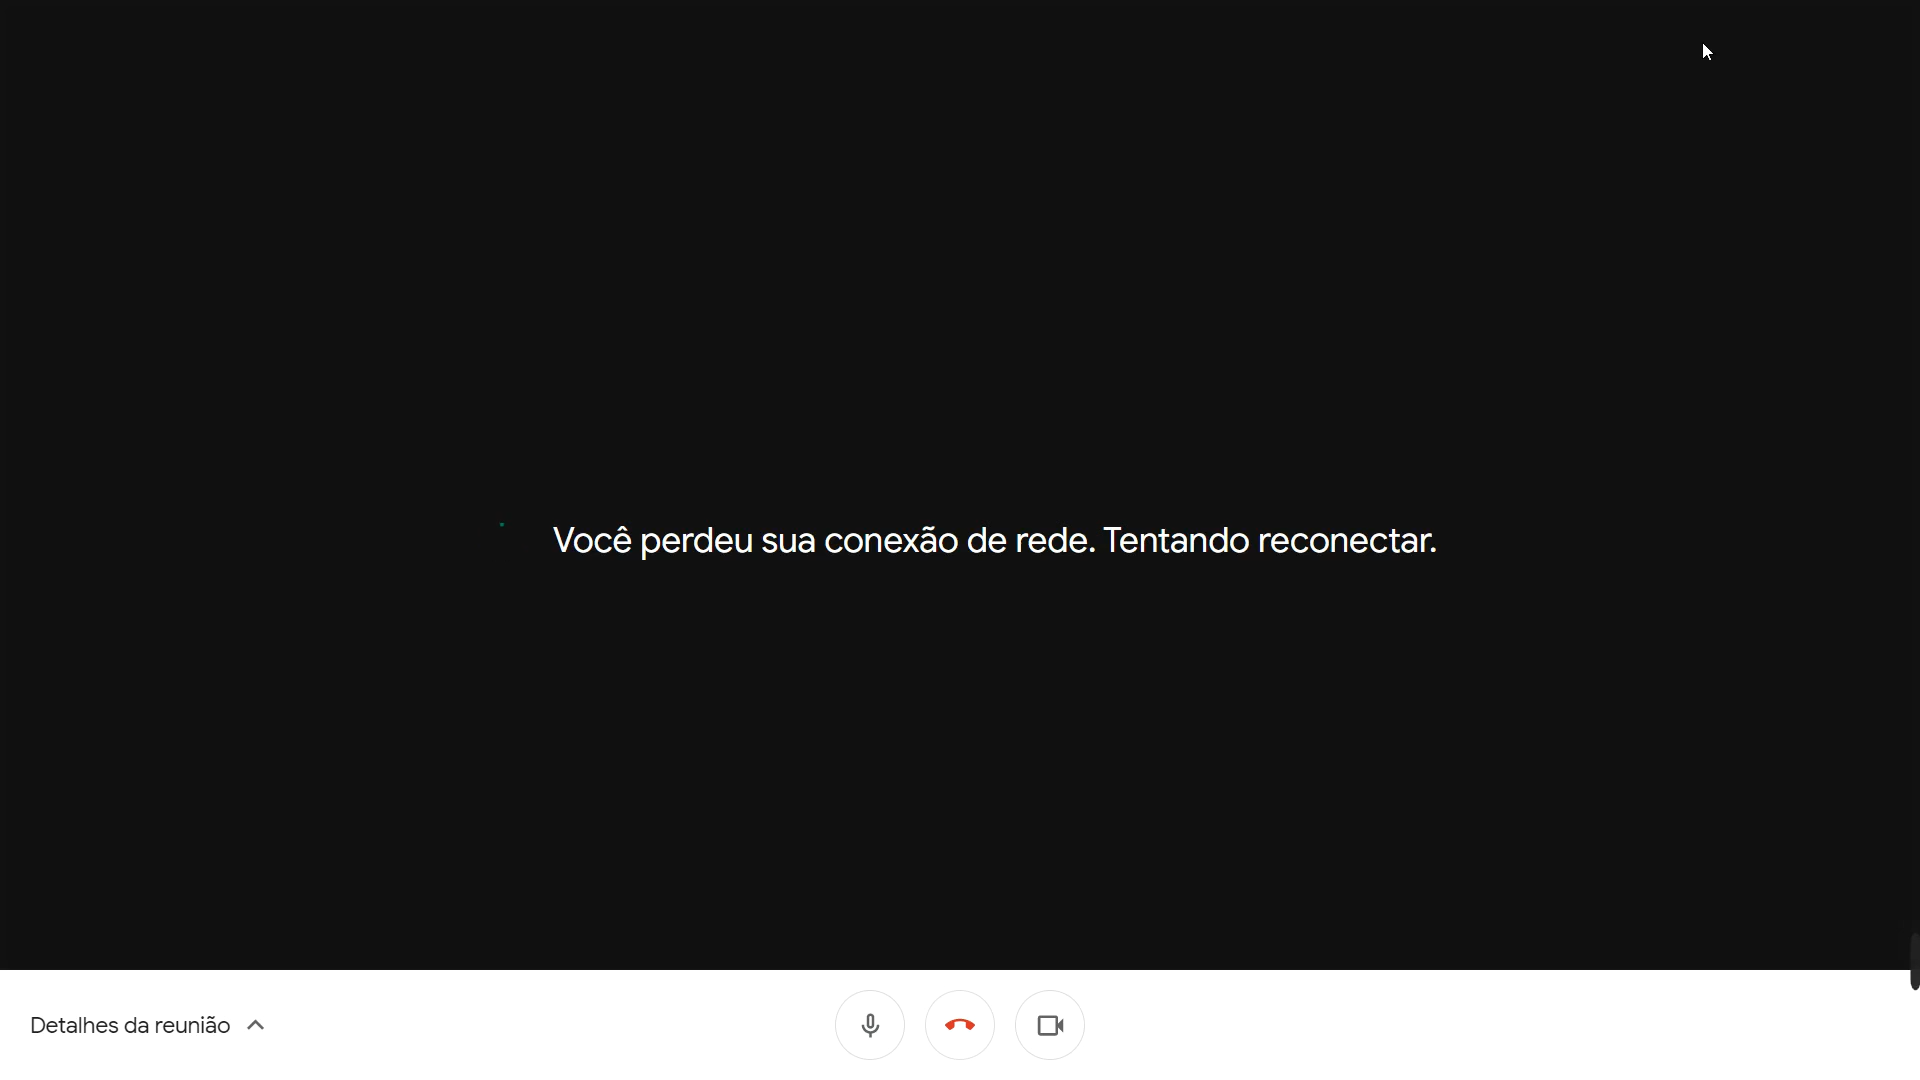 Você perdeu sua conexão de rede. Tentando reconectar.
Detalhes da reunião